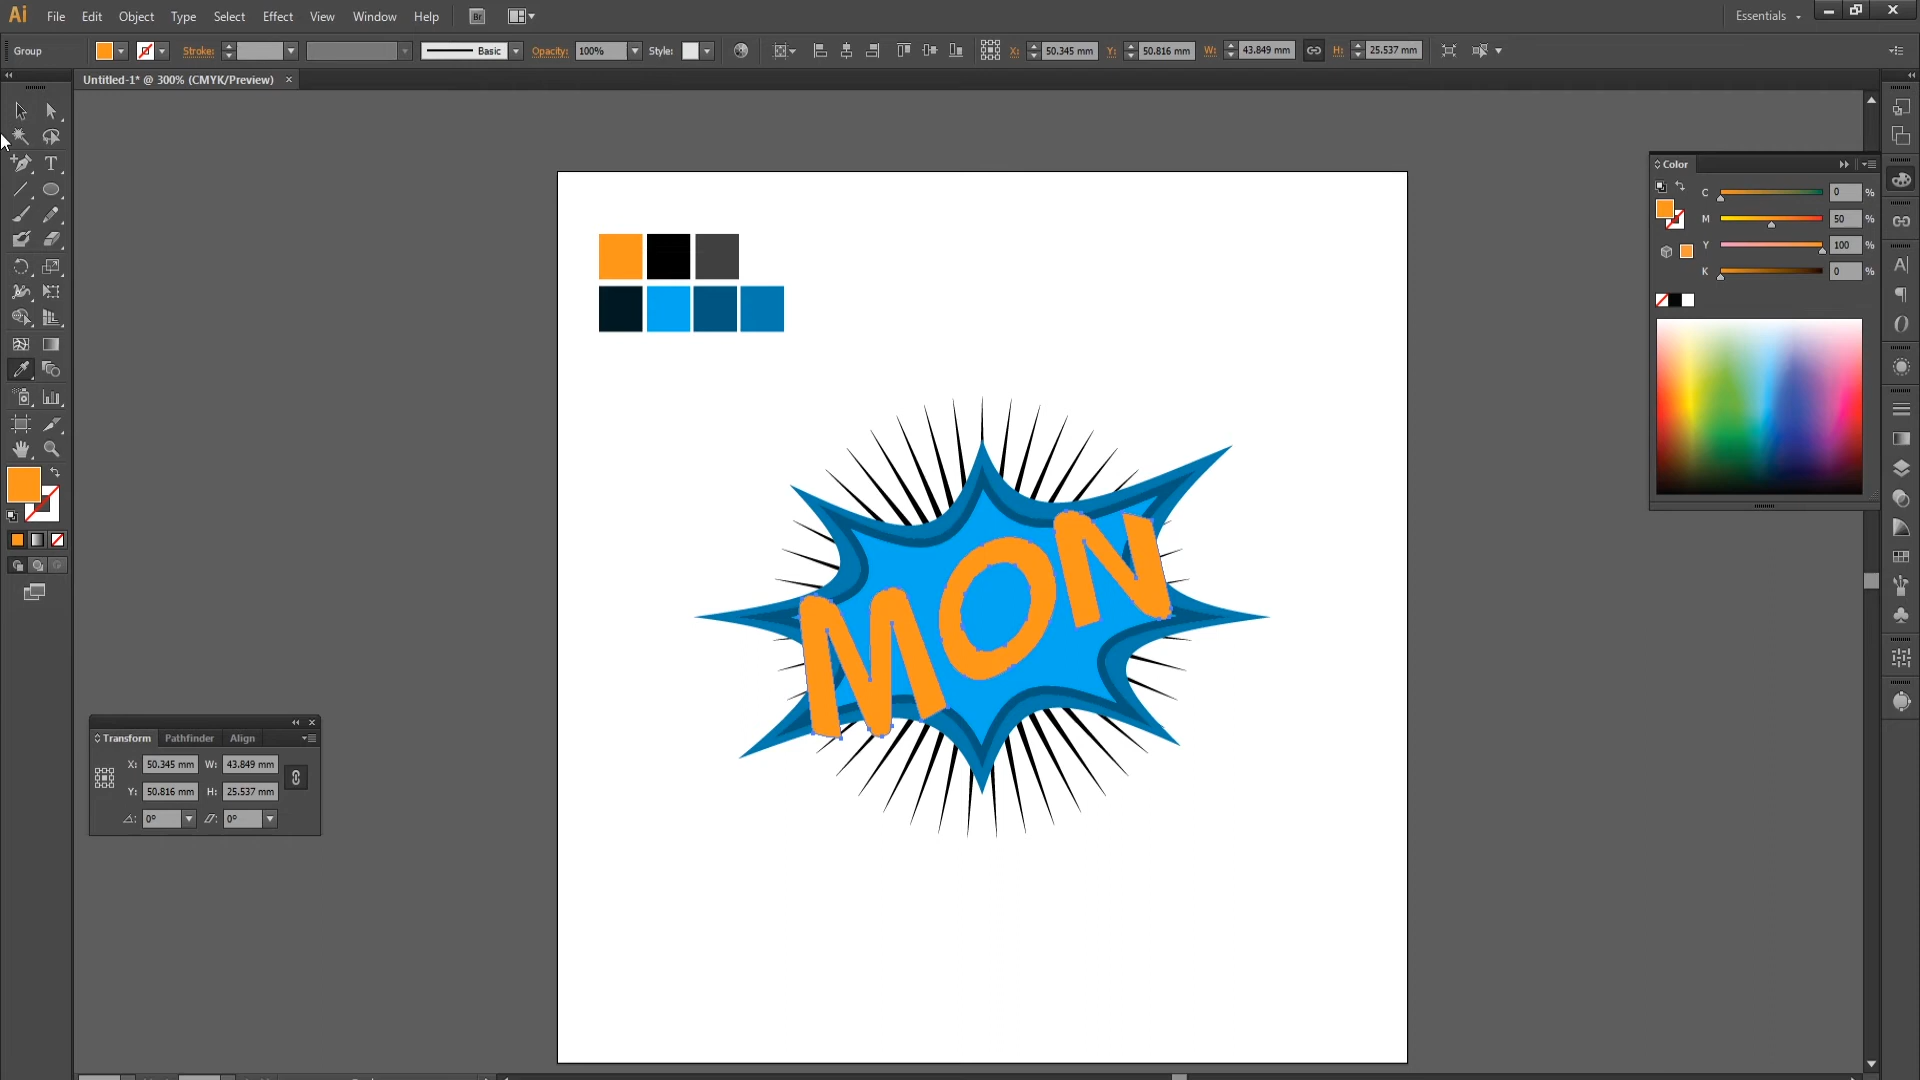 Ai File Edit Object Type Select Effect View Window Help Br Essentials
Group Stroke: Basic Opacity: 100% Style: X: 50.345 mm Y: 50.816 mm W: 43.849 mm H: 25.537 mm
Untitled-1* @ 300% (CMYK/Preview)
Color
C 0 %
M 50 %
Y 100 %
K 0 %
MON
Transform Pathfinder Align
X: 50.345 mm W: 43.849 mm
Y: 50.816 mm H: 25.537 mm
0° 0°